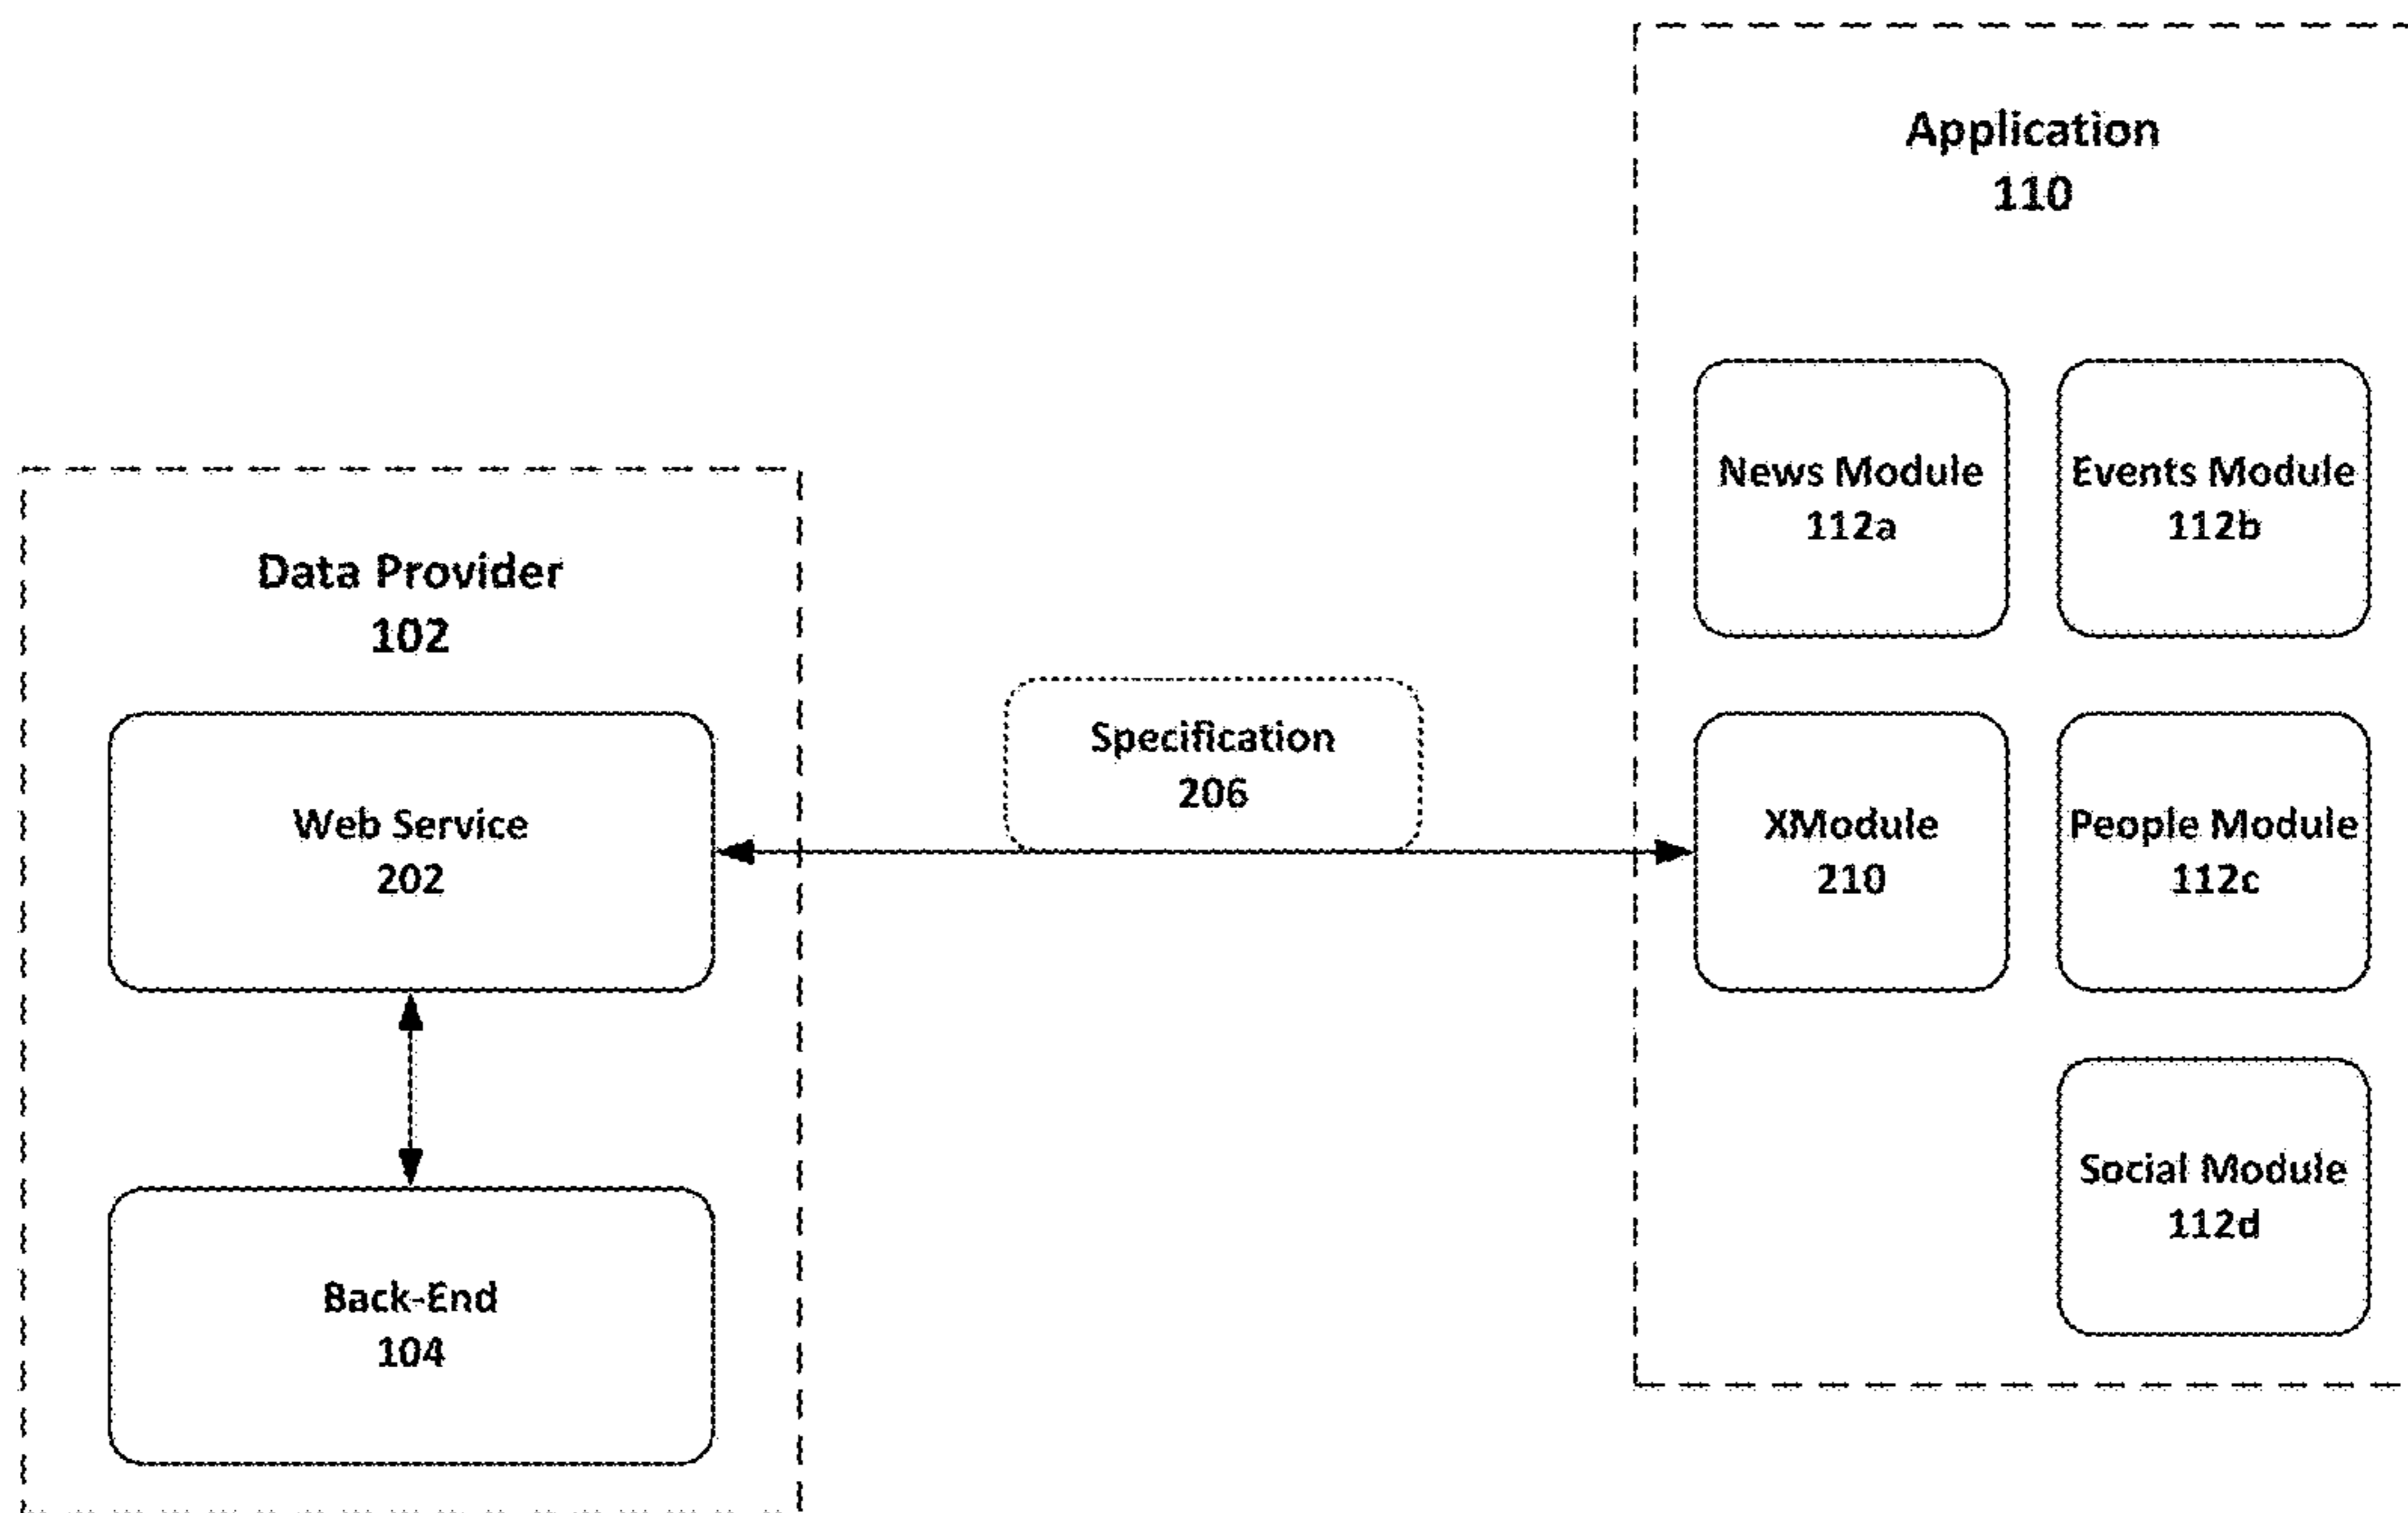 Application
110
News Module
112a
Events Module
112b
Data Provider
102
Specification
206
Web Service
202
XModule
210
People Module
112c
Social Module
112d
Back-End
104